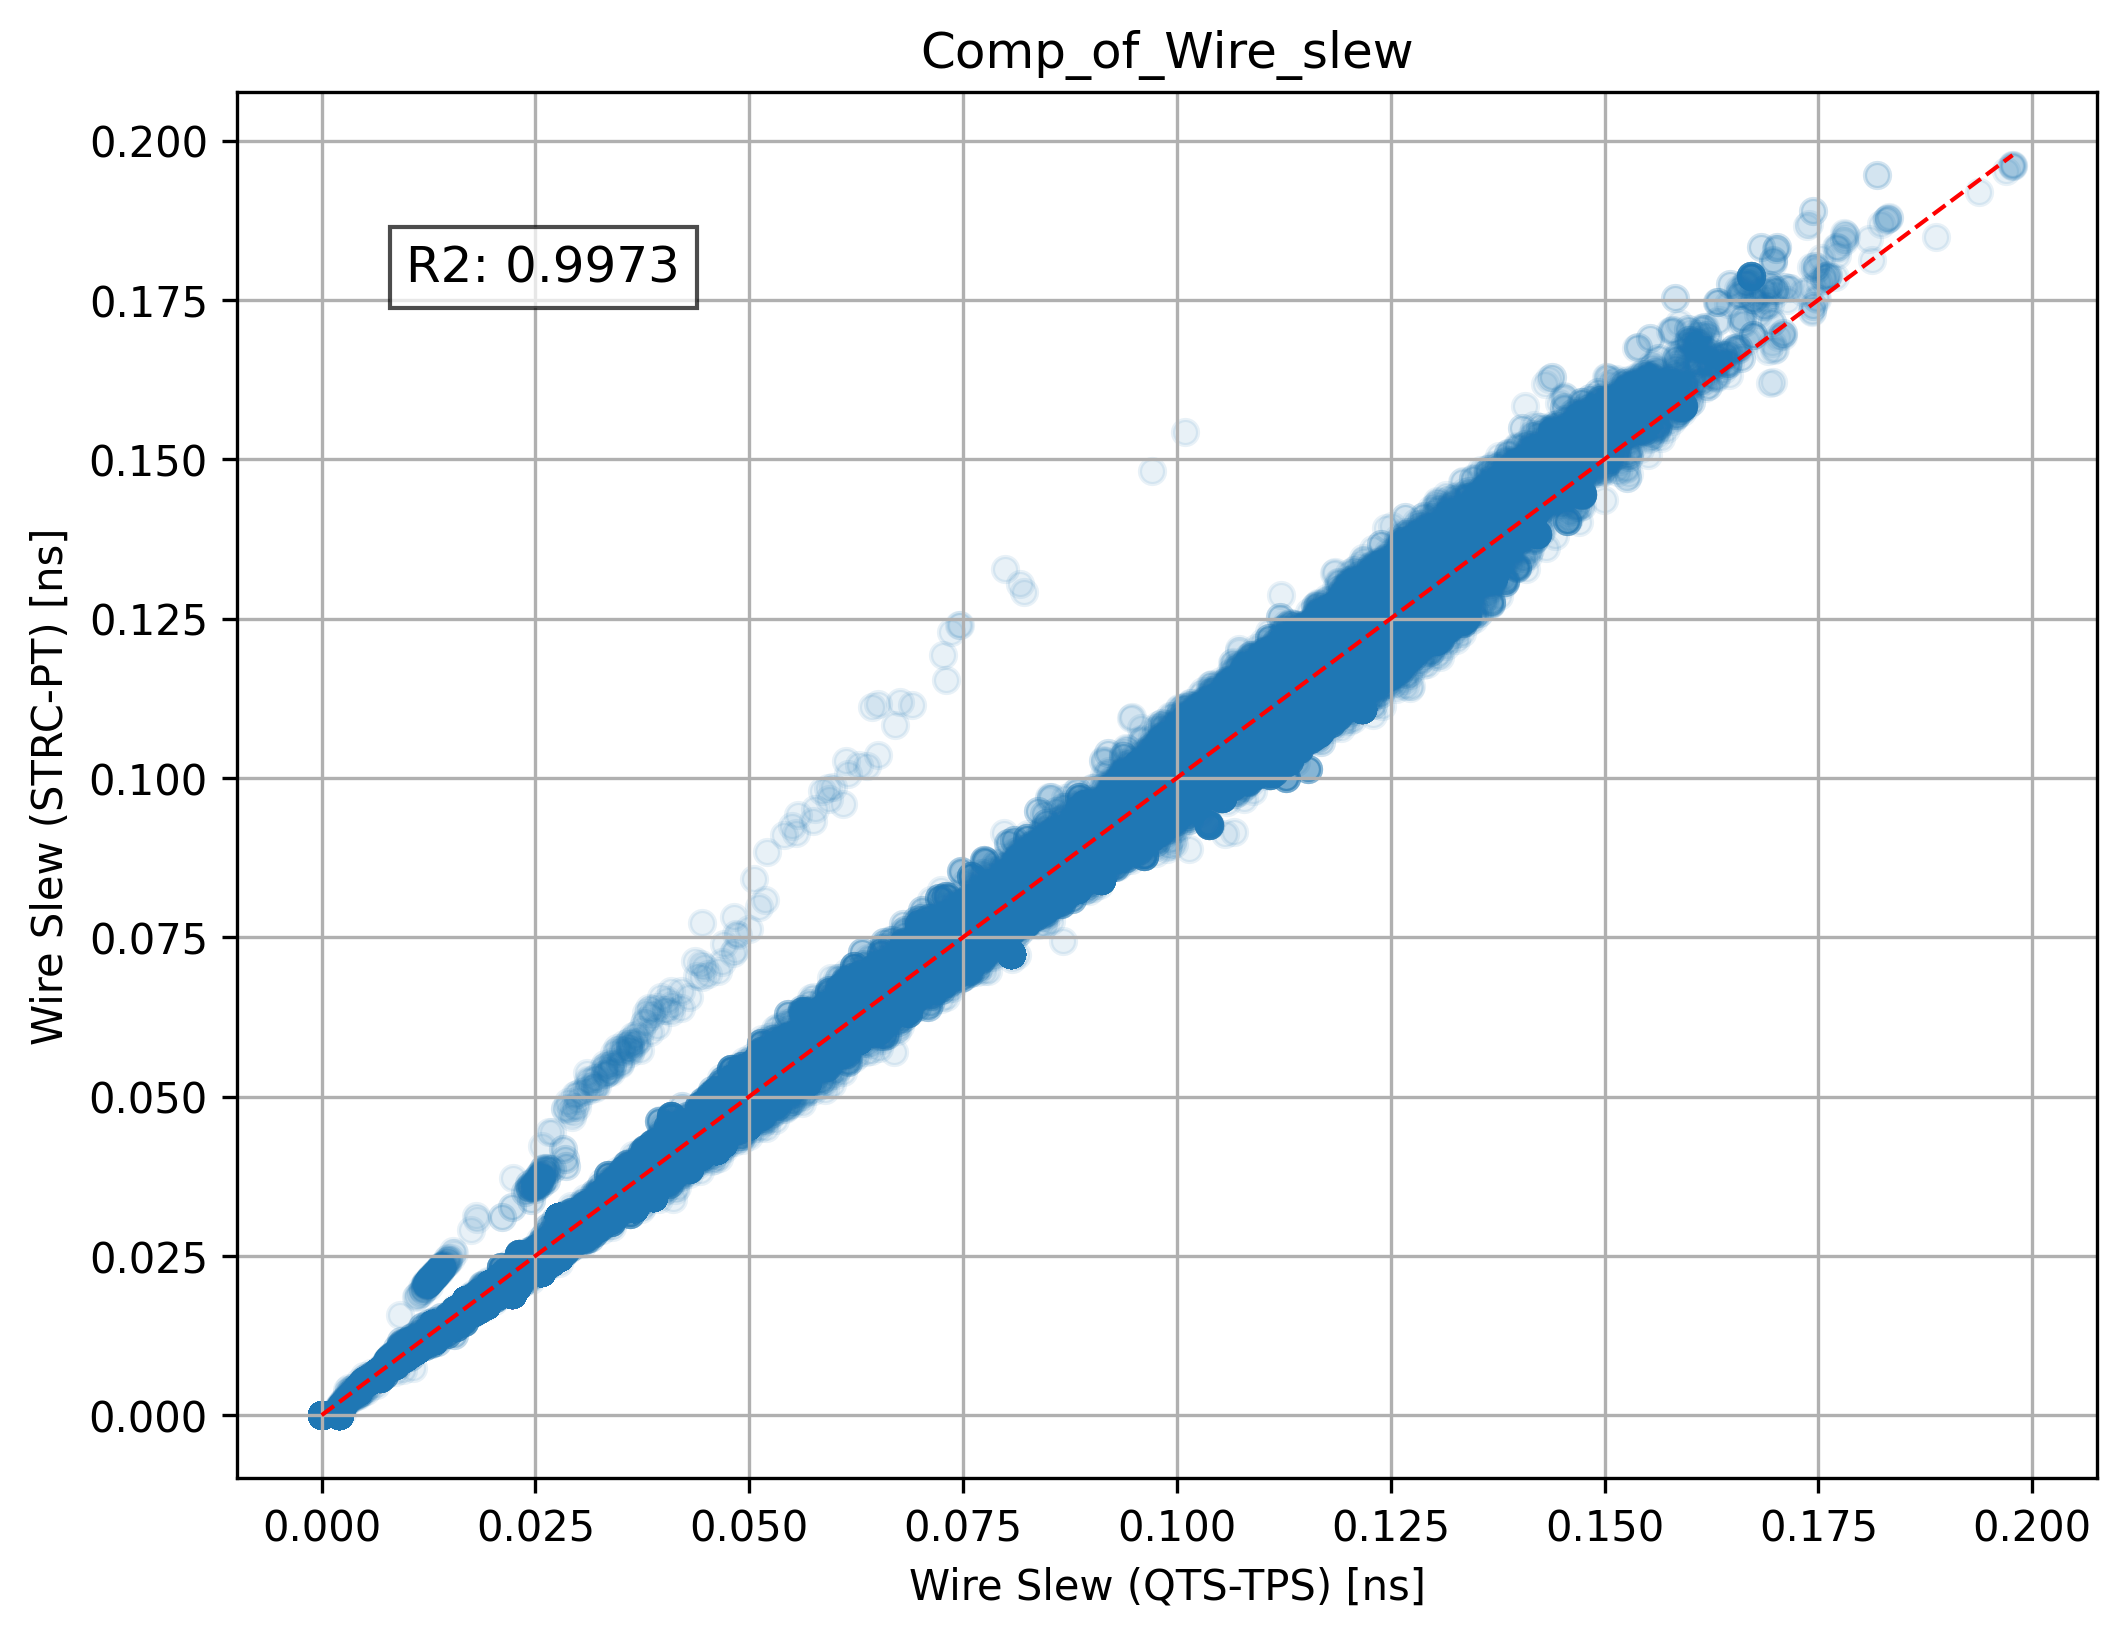 Comp_of_Wire_slew
R2: 0.9973
Wire Slew (STRC-PT) [ns]
0.200
0.175
0.150
0.125
0.100
0.075
0.050
0.025
0.000
0.000 0.025 0.050 0.075 0.100 0.125 0.150 0.175 0.200
Wire Slew (QTS-TPS) [ns]